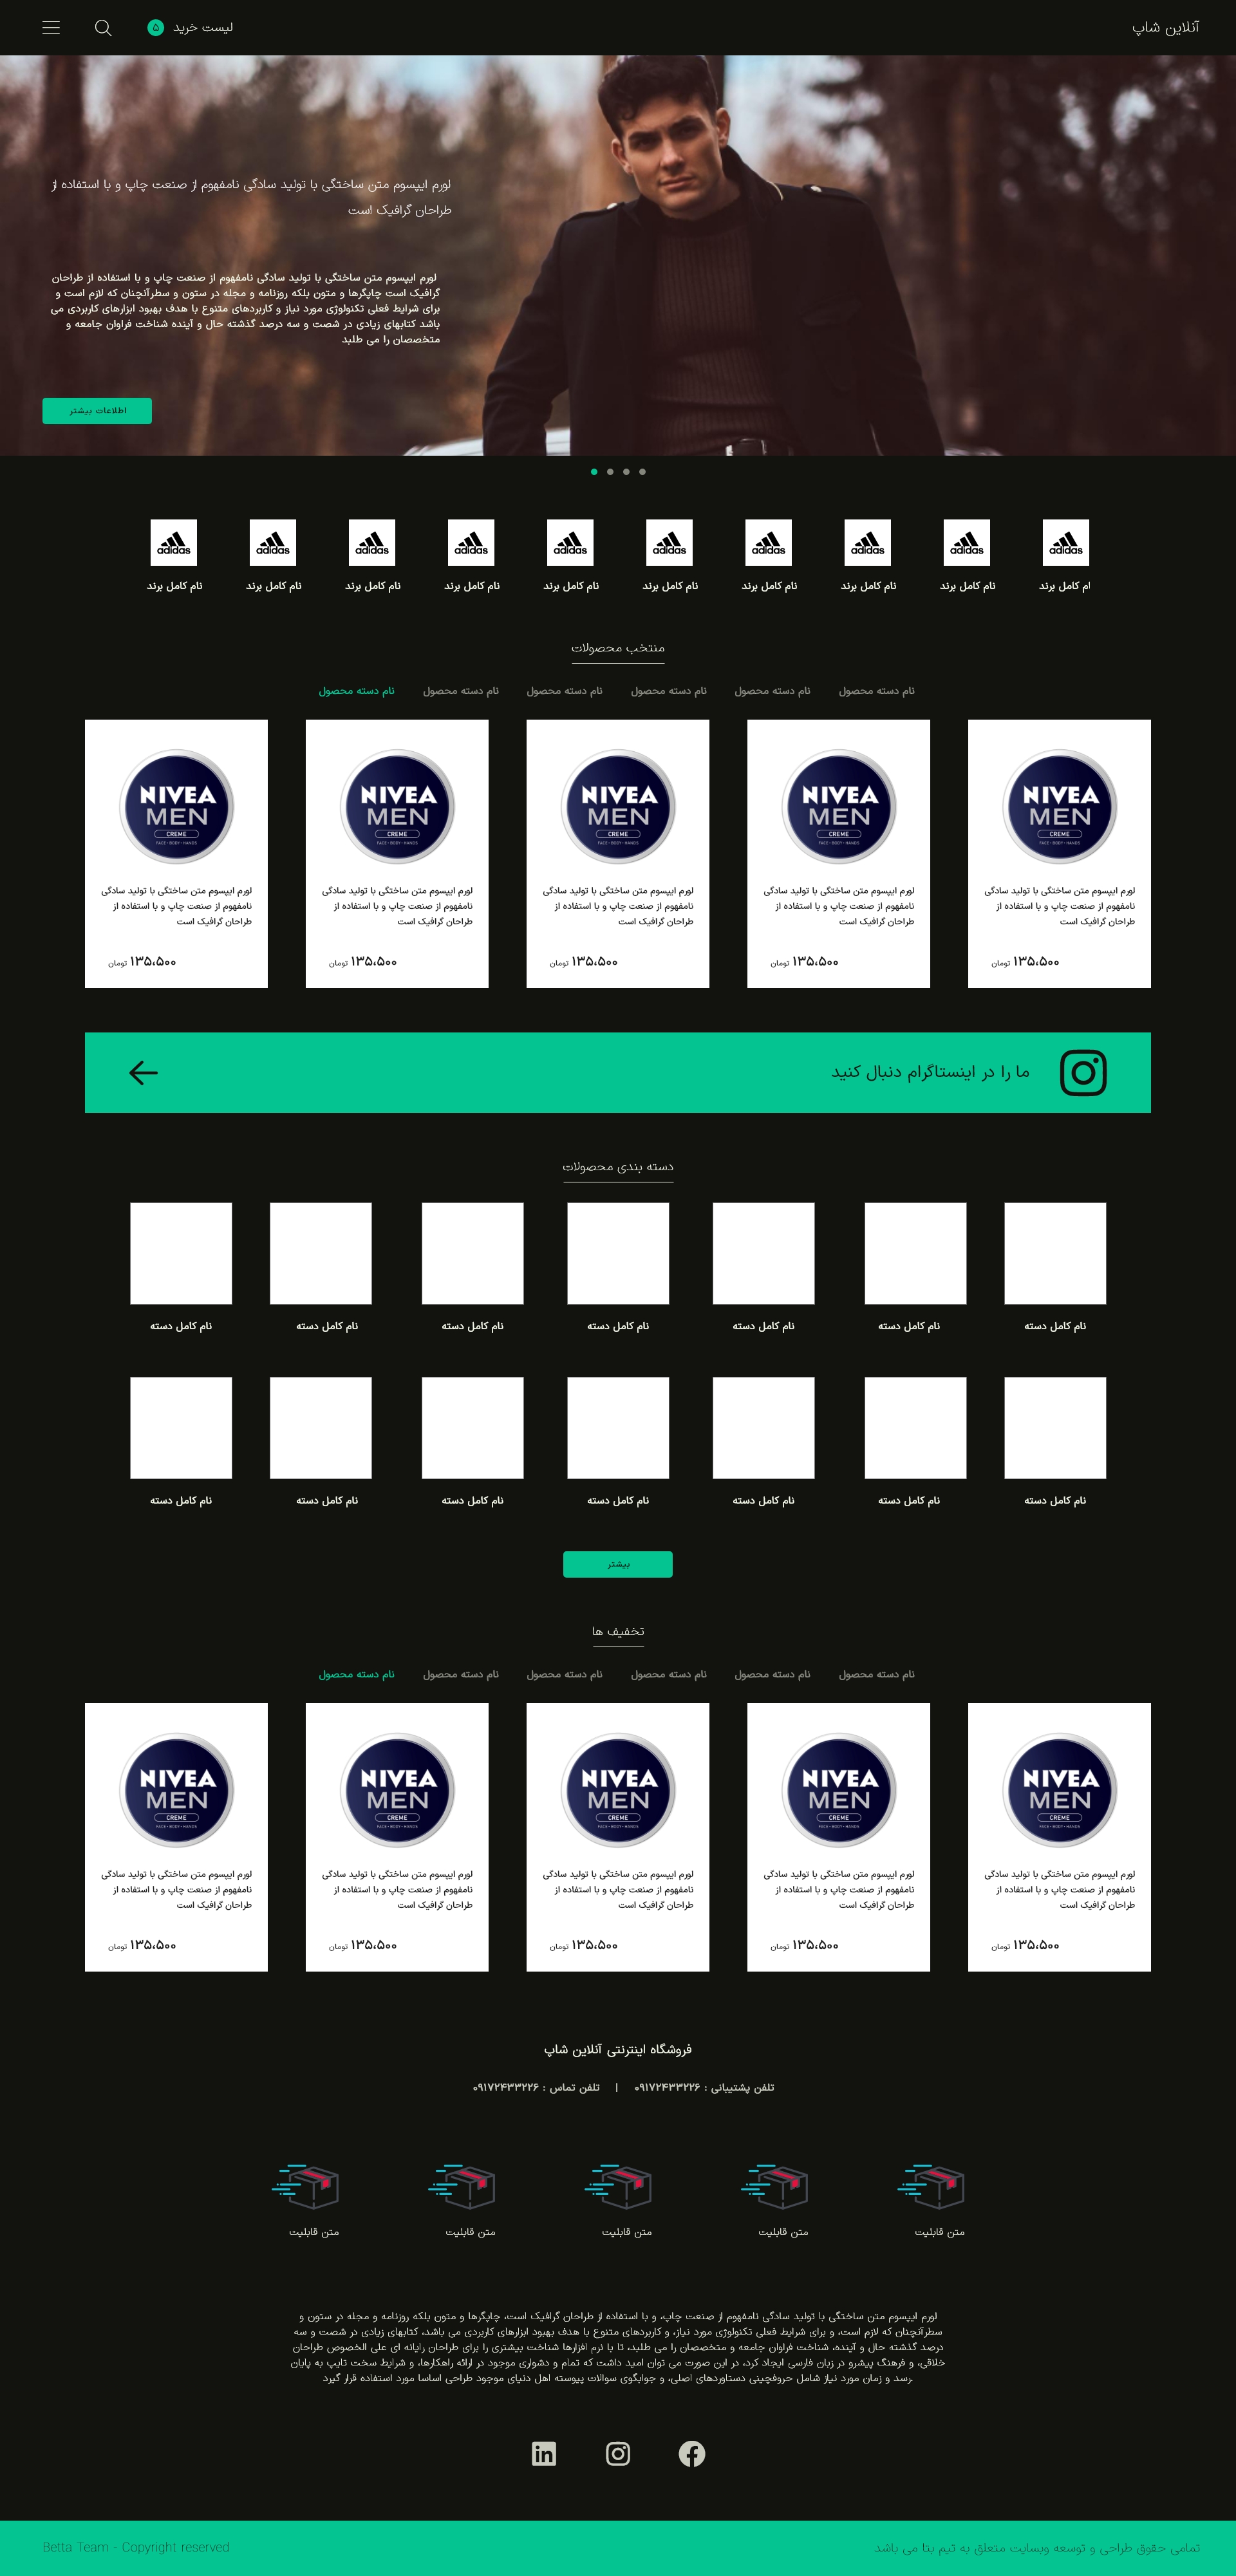 آنلاین شاپ
لیست خرید ۵
لورم ایپسوم متن ساختگی با تولید سادگی نامفهوم از صنعت چاپ و با استفاده از
طراحان گرافیک است
لورم ایپسوم متن ساختگی با تولید سادگی نامفهوم از صنعت چاپ و با استفاده از طراحان
گرافیک است چاپگرها و متون بلکه روزنامه و مجله در ستون و سطرآنچنان که لازم است و
برای شرایط فعلی تکنولوژی مورد نیاز و کاربردهای متنوع با هدف بهبود ابزارهای کاربردی می
باشد کتابهای زیادی در شصت و سه درصد گذشته حال و آینده شناخت فراوان جامعه و
متخصصان را می طلبد
اطلاعات بیشتر
adidas adidas adidas adidas adidas adidas adidas adidas adidas adidas
ام کامل برند نام کامل برند نام کامل برند نام کامل برند نام کامل برند نام کامل برند نام کامل برند نام کامل برند نام کامل برند نام کامل برند
منتخب محصولات
نام دسته محصول نام دسته محصول نام دسته محصول نام دسته محصول نام دسته محصول نام دسته محصول
NIVEA
MEN
CREME
FACE • BODY • HANDS
لورم ایپسوم متن ساختگی با تولید سادگی
نامفهوم از صنعت چاپ و با استفاده از
طراحان گرافیک است
۱۳۵،۵۰۰ تومان
NIVEA
MEN
CREME
FACE • BODY • HANDS
لورم ایپسوم متن ساختگی با تولید سادگی
نامفهوم از صنعت چاپ و با استفاده از
طراحان گرافیک است
۱۳۵،۵۰۰ تومان
NIVEA
MEN
CREME
FACE • BODY • HANDS
لورم ایپسوم متن ساختگی با تولید سادگی
نامفهوم از صنعت چاپ و با استفاده از
طراحان گرافیک است
۱۳۵،۵۰۰ تومان
NIVEA
MEN
CREME
FACE • BODY • HANDS
لورم ایپسوم متن ساختگی با تولید سادگی
نامفهوم از صنعت چاپ و با استفاده از
طراحان گرافیک است
۱۳۵،۵۰۰ تومان
NIVEA
MEN
CREME
FACE • BODY • HANDS
لورم ایپسوم متن ساختگی با تولید سادگی
نامفهوم از صنعت چاپ و با استفاده از
طراحان گرافیک است
۱۳۵،۵۰۰ تومان
ما را در اینستاگرام دنبال کنید
دسته بندی محصولات
نام کامل دسته نام کامل دسته نام کامل دسته نام کامل دسته نام کامل دسته نام کامل دسته نام کامل دسته
نام کامل دسته نام کامل دسته نام کامل دسته نام کامل دسته نام کامل دسته نام کامل دسته نام کامل دسته
بیشتر
تخفیف ها
نام دسته محصول نام دسته محصول نام دسته محصول نام دسته محصول نام دسته محصول نام دسته محصول
NIVEA
MEN
CREME
FACE • BODY • HANDS
لورم ایپسوم متن ساختگی با تولید سادگی
نامفهوم از صنعت چاپ و با استفاده از
طراحان گرافیک است
۱۳۵،۵۰۰ تومان
NIVEA
MEN
CREME
FACE • BODY • HANDS
لورم ایپسوم متن ساختگی با تولید سادگی
نامفهوم از صنعت چاپ و با استفاده از
طراحان گرافیک است
۱۳۵،۵۰۰ تومان
NIVEA
MEN
CREME
FACE • BODY • HANDS
لورم ایپسوم متن ساختگی با تولید سادگی
نامفهوم از صنعت چاپ و با استفاده از
طراحان گرافیک است
۱۳۵،۵۰۰ تومان
NIVEA
MEN
CREME
FACE • BODY • HANDS
لورم ایپسوم متن ساختگی با تولید سادگی
نامفهوم از صنعت چاپ و با استفاده از
طراحان گرافیک است
۱۳۵،۵۰۰ تومان
NIVEA
MEN
CREME
FACE • BODY • HANDS
لورم ایپسوم متن ساختگی با تولید سادگی
نامفهوم از صنعت چاپ و با استفاده از
طراحان گرافیک است
۱۳۵،۵۰۰ تومان
فروشگاه اینترنتی آنلاین شاپ
تلفن پشتیبانی : ۰۹۱۷۲۴۳۳۲۲۶ | تلفن تماس : ۰۹۱۷۲۴۳۳۲۲۶
متن قابلیت متن قابلیت متن قابلیت متن قابلیت متن قابلیت
لورم ایپسوم متن ساختگی با تولید سادگی نامفهوم از صنعت چاپ، و با استفاده از طراحان گرافیک است، چاپگرها و متون بلکه روزنامه و مجله در ستون و
سطرآنچنان که لازم است، و برای شرایط فعلی تکنولوژی مورد نیاز، و کاربردهای متنوع با هدف بهبود ابزارهای کاربردی می باشد، کتابهای زیادی در شصت و سه
درصد گذشته حال و آینده، شناخت فراوان جامعه و متخصصان را می طلبد، تا با نرم افزارها شناخت بیشتری را برای طراحان رایانه ای علی الخصوص طراحان
خلاقی، و فرهنگ پیشرو در زبان فارسی ایجاد کرد، در این صورت می توان امید داشت که تمام و دشواری موجود در ارائه راهکارها، و شرایط سخت تایپ به پایان
.رسد و زمان مورد نیاز شامل حروفچینی دستاوردهای اصلی، و جوابگوی سوالات پیوسته اهل دنیای موجود طراحی اساسا مورد استفاده قرار گیرد
تمامی حقوق طراحی و توسعه وبسایت متعلق به تیم بتا می باشد
Betta Team - Copyright reserved